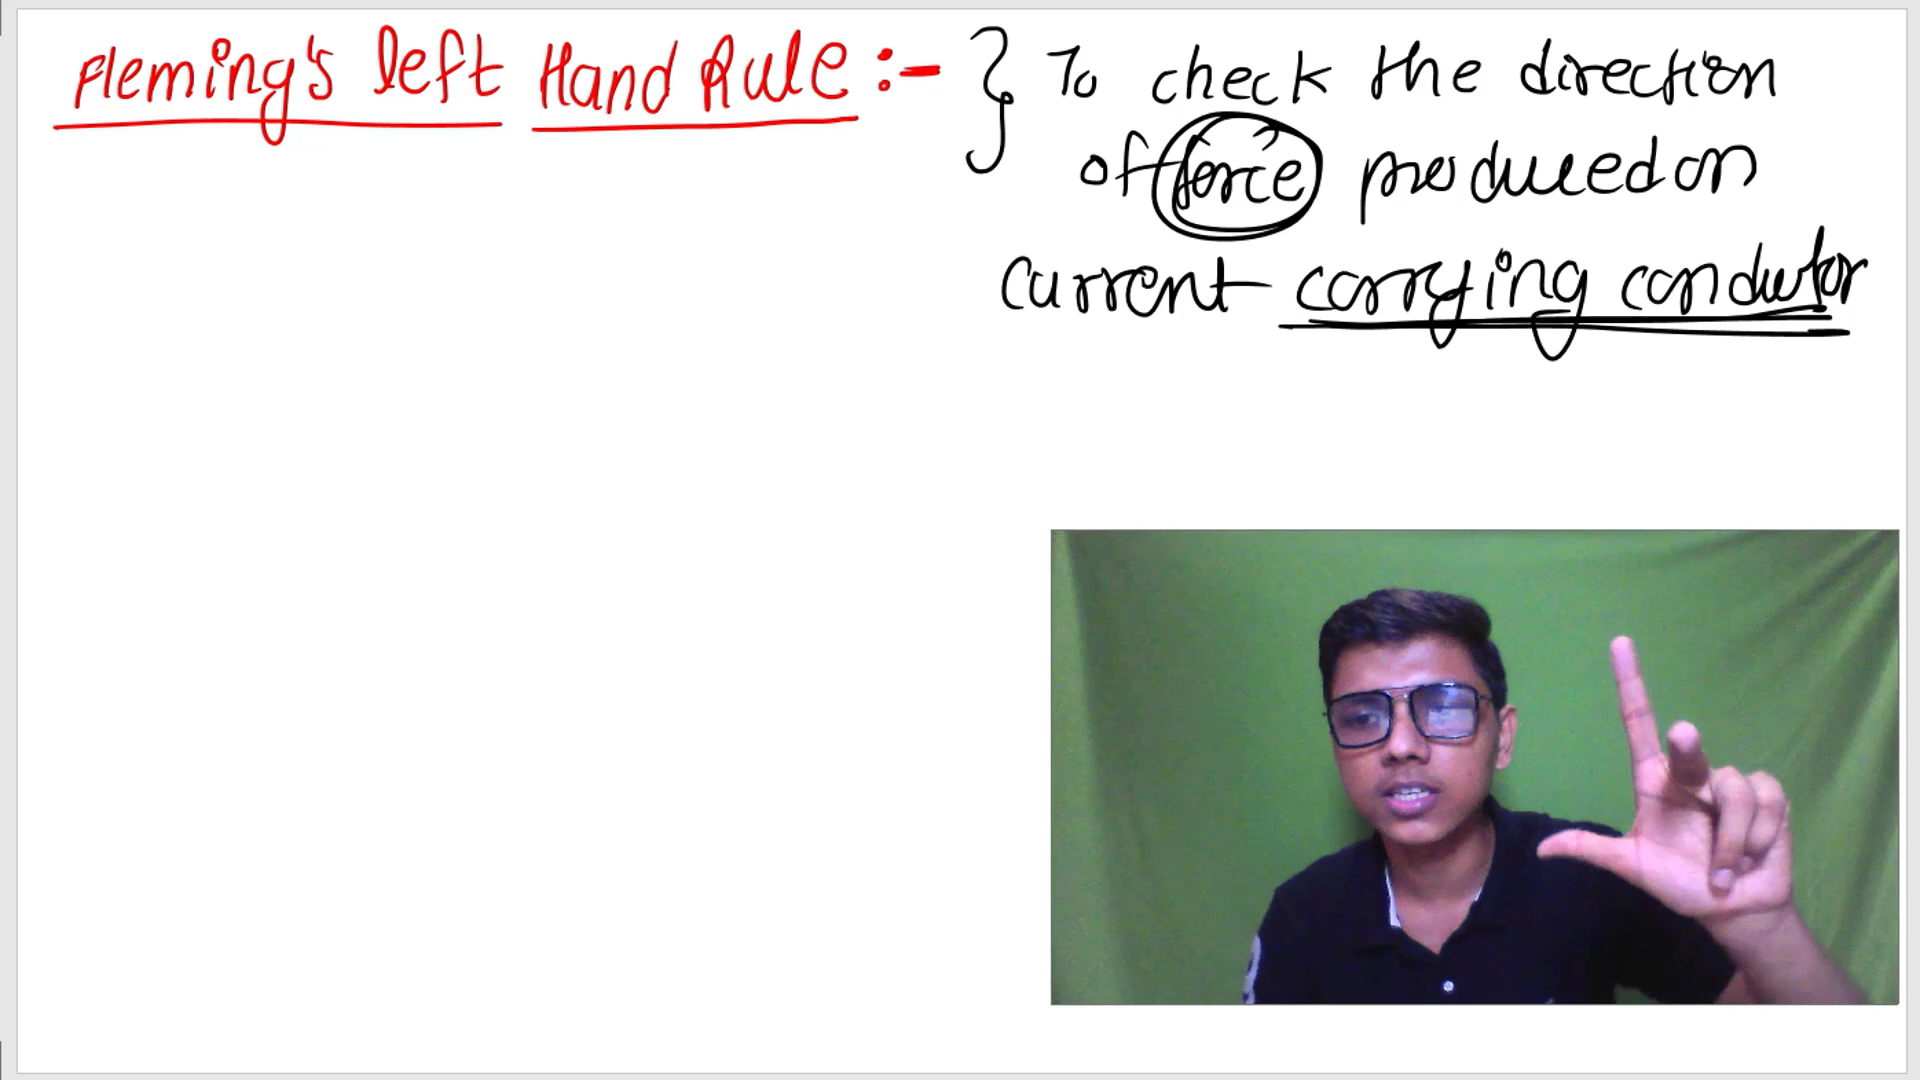 Fleming's left Hand Rule :- } To check the direction
of force produced on
current carrying conductor